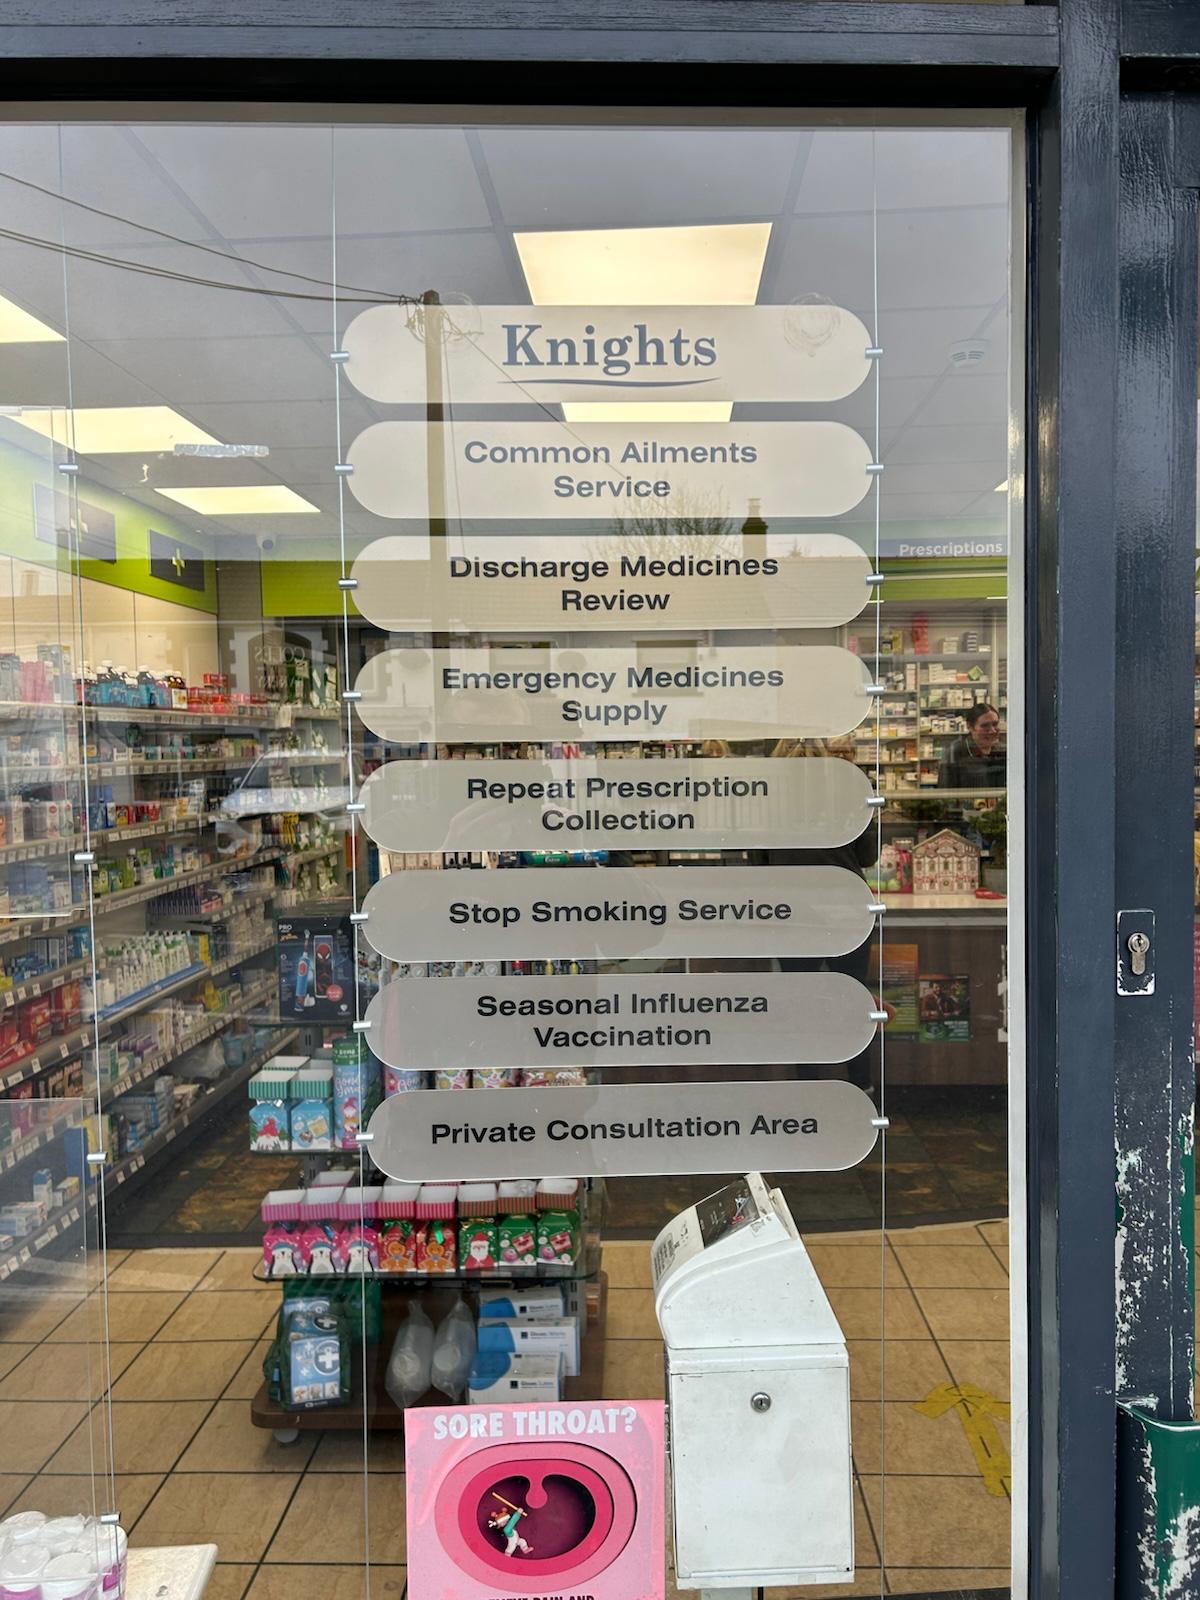 Knights
Common Ailments
Service
Discharge Medicines
Review
Prescriptions
Emergency Medicines
Supply
Repeat Prescription
Collection
Stop Smoking Service
PRO
Seasonal Influenza
Vaccination
Private Consultation Area
SORE THROAT?